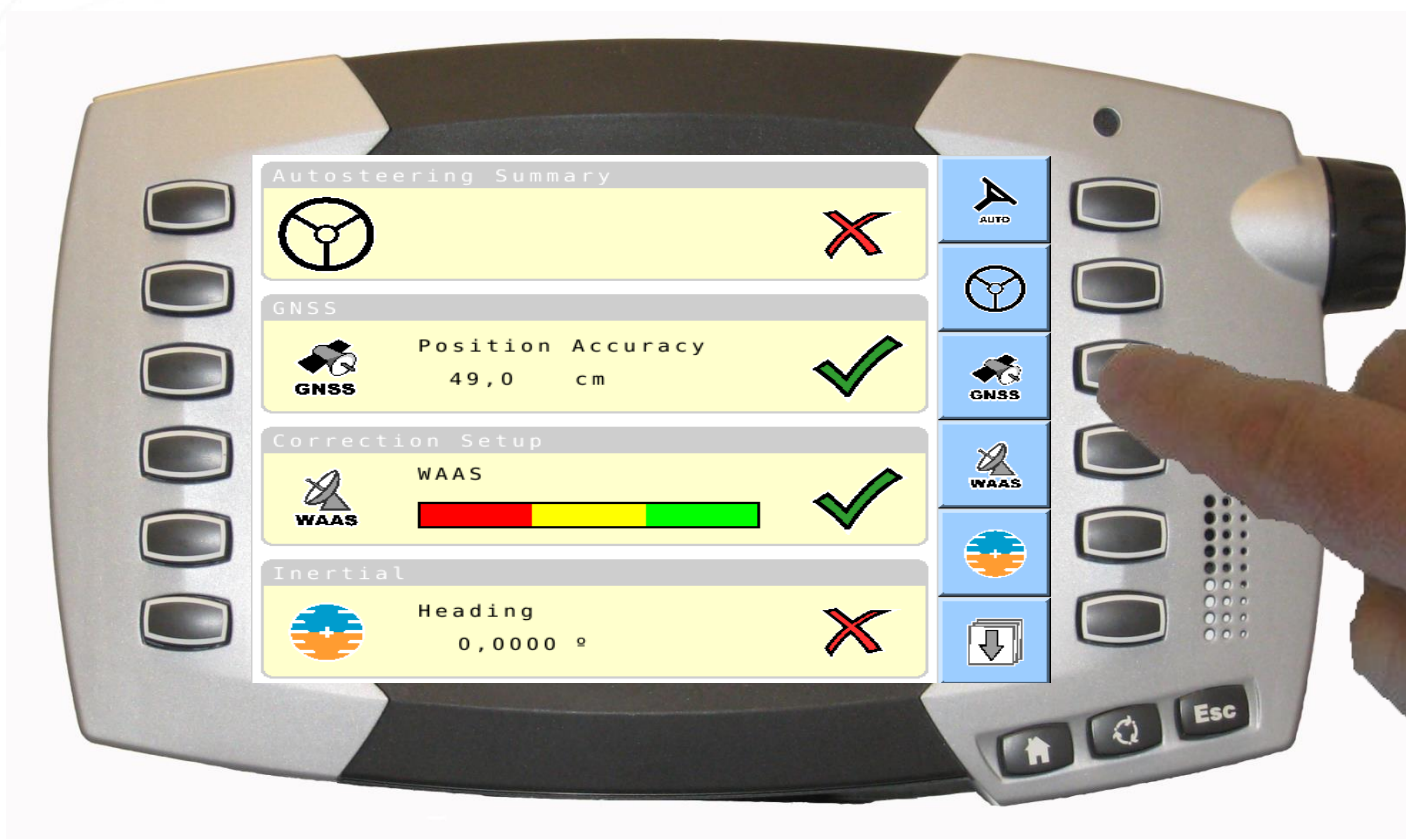 Autosteering Summary
AUTO
GNSS
Position Accuracy
49,0 cm
GNSS
GNSS
Correction Setup
WAAS
WAAS
WAAS
Inertial
Heading
0,0000 º
Esc